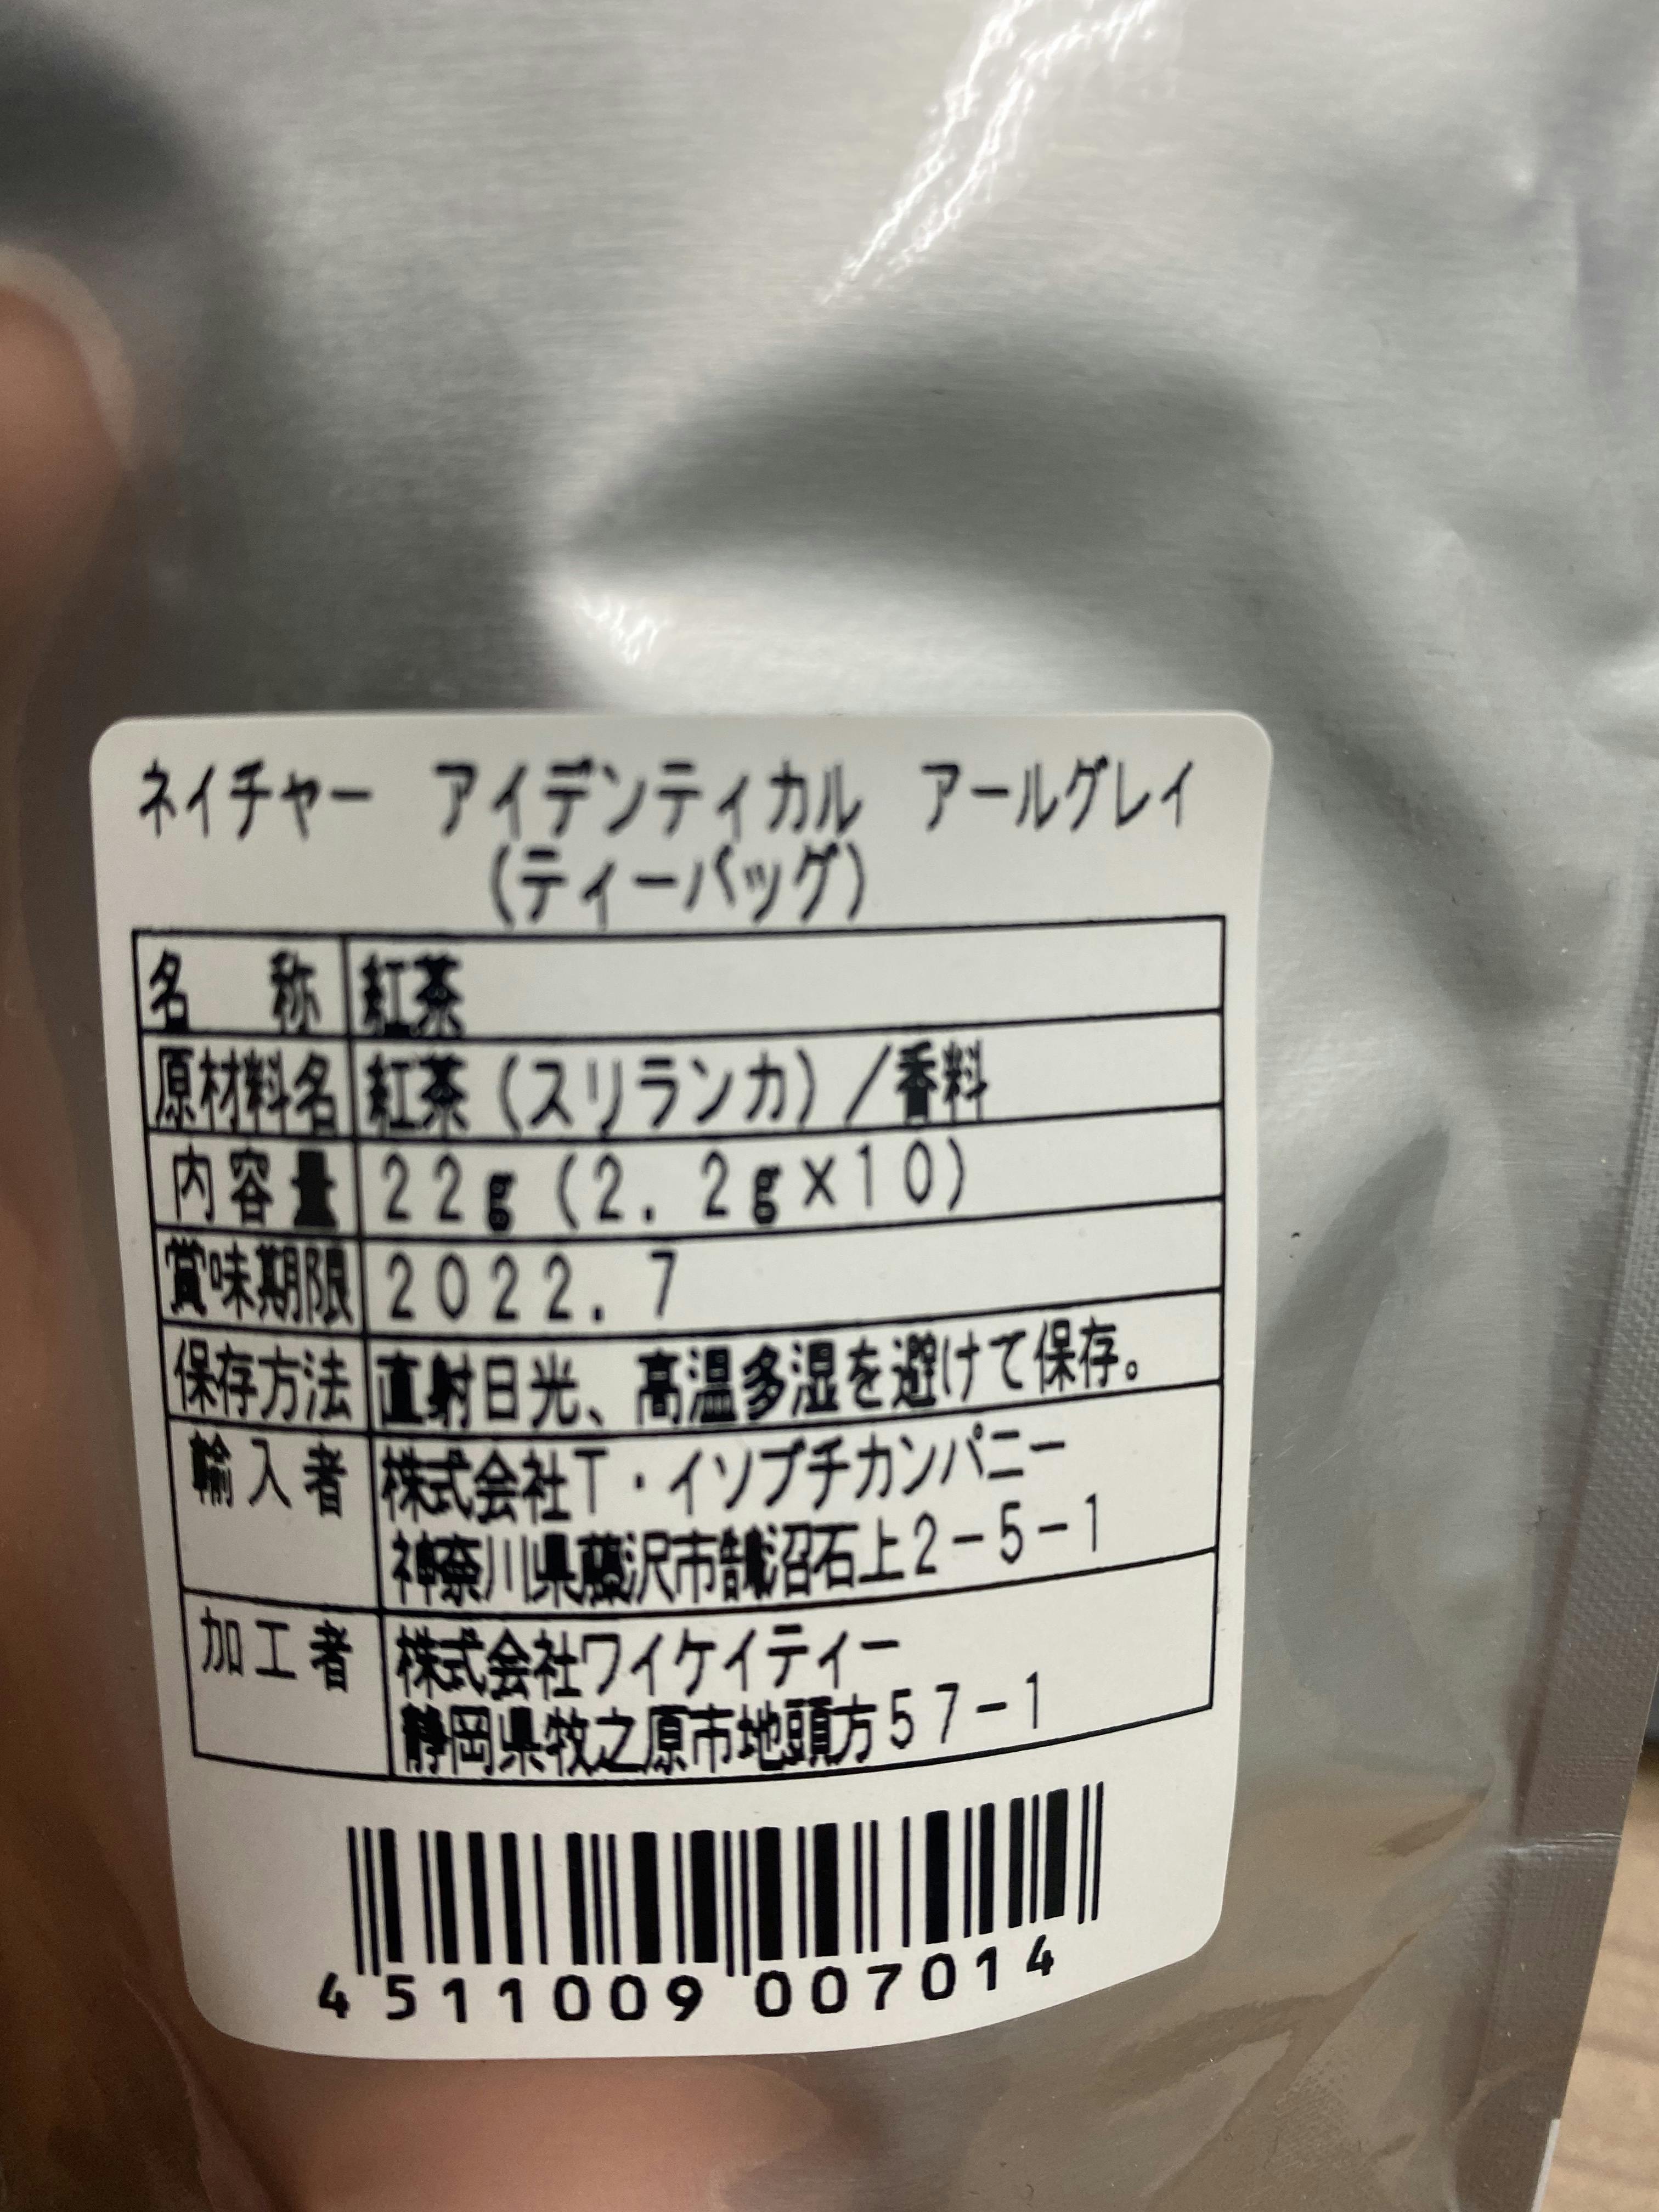 ネイチャー アイデンティカル アールグレイ
(ティーバッグ)
名 称 紅茶
原材料名 紅茶(スリランカ)/香料
内容量 22g(2.2g×10)
賞味期限 2022.7
保存方法 直射日光、高温多湿を避けて保存。
輸入者 株式会社T・イソブチカンパニー
神奈川県藤沢市鵠沼石上2-5-1
加工者 株式会社ワイケイティー
静岡県牧之原市地頭方57-1
4511009007014